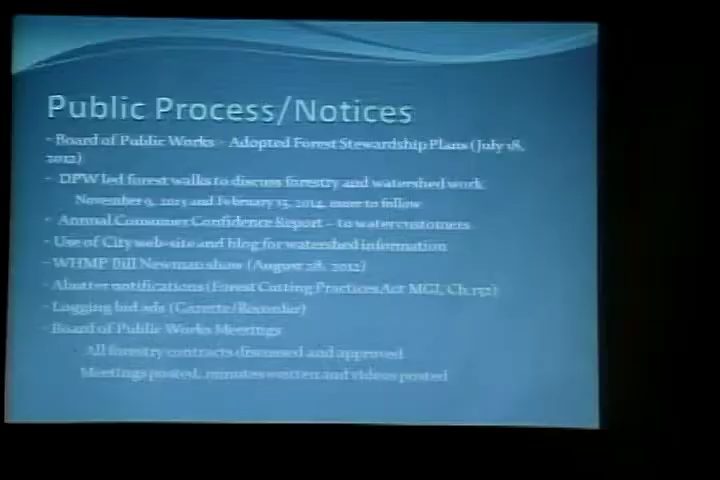 Public Process/Notices
- Board of Public Works - Adopted Forest Stewardship Plans (July 18,
2012)
- DPW led forest walks to discuss forestry and watershed work
November 9, 2013 and February 15, 2014, more to follow
- Annual Consumer Confidence Report – to water customers
- Use of City web-site and blog for watershed information
- WHMP Bill Newman show (August 28, 2012)
- Abutter notifications (Forest Cutting Practices Act MGL Ch.132)
- Logging bid ads (Gazette/Recorder)
- Board of Public Works Meetings
- All forestry contracts discussed and approved
Meetings posted, minutes written and videos posted